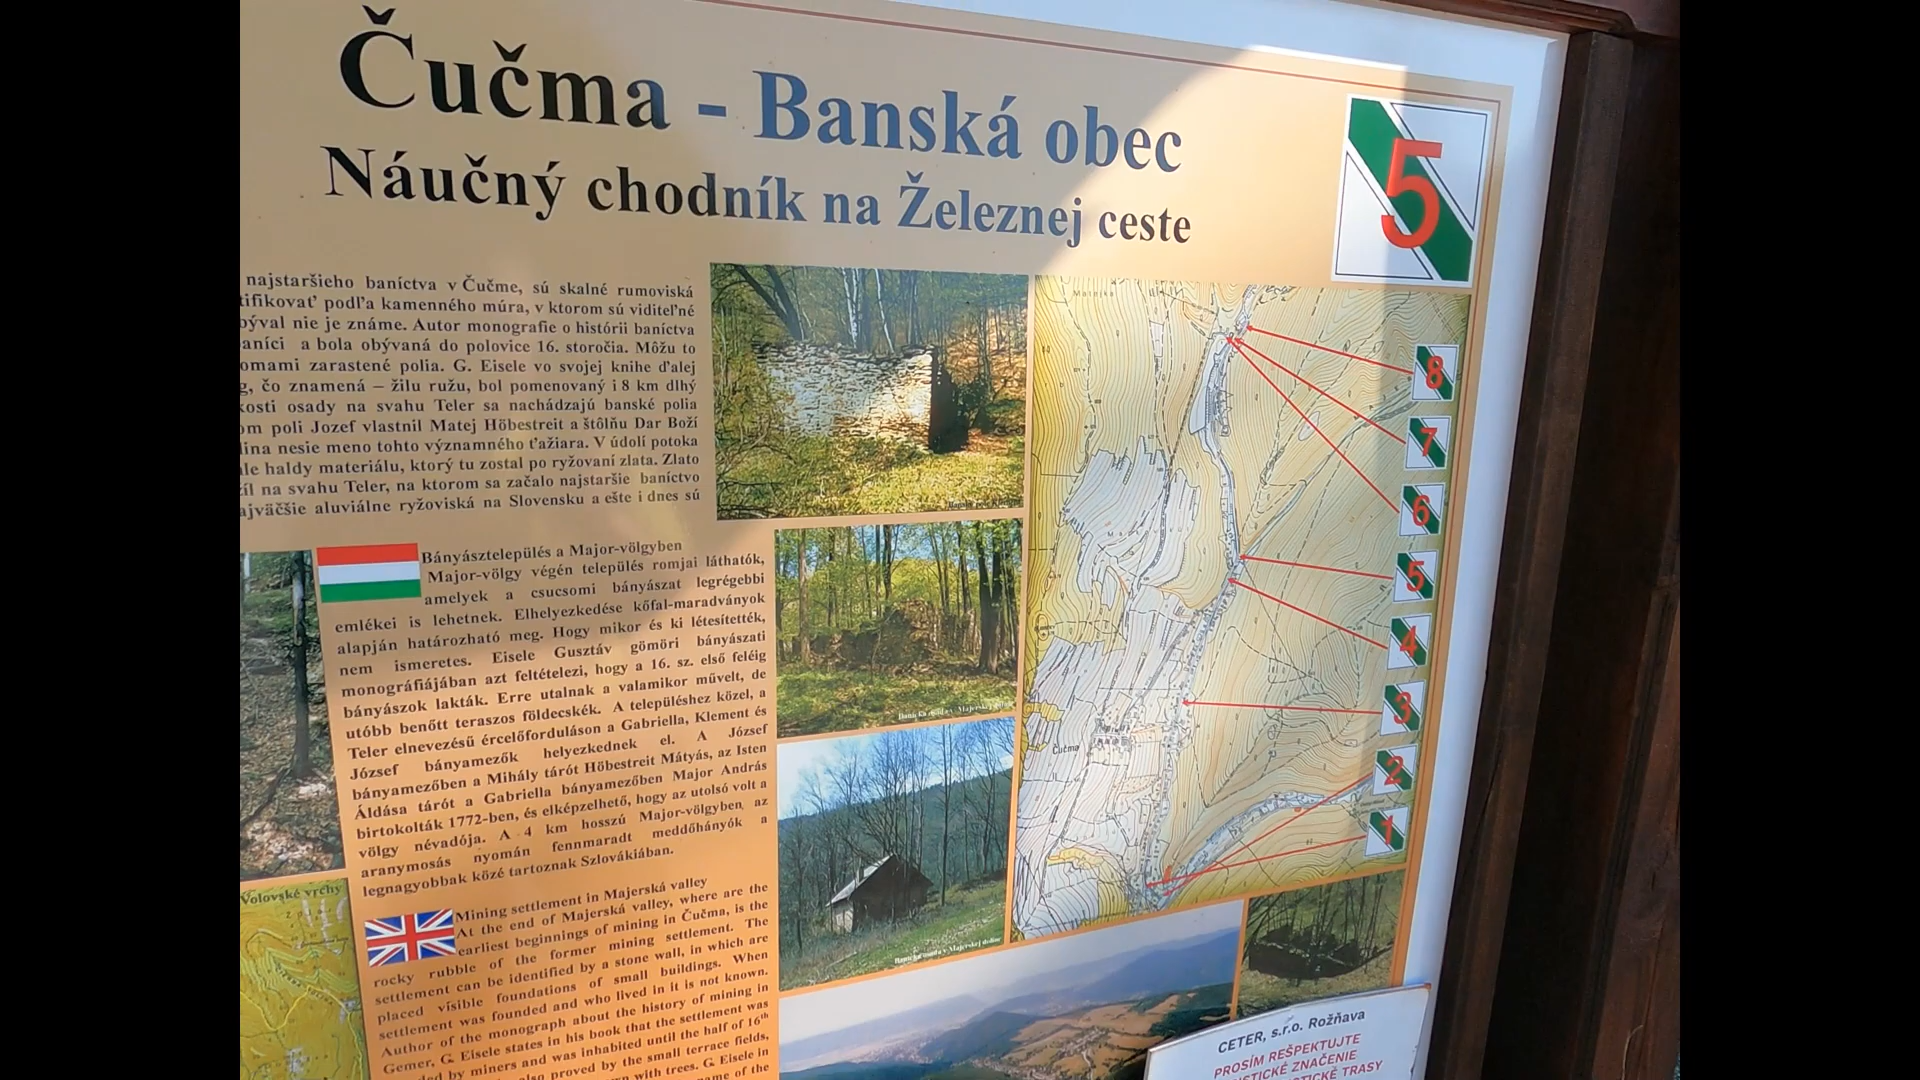 Čučma - Banská obec
Náučný chodník na Železnej ceste
5
najstaršieho baníctva v Čučme, sú skalné rumoviská
tifikovať podľa kamenného múra, v ktorom sú viditeľné
býval nie je známe. Autor monografie o histórii baníctva
aníci a bola obývaná do polovice 16. storočia. Môžu to
omami zarastené polia. G. Eisele vo svojej knihe ďalej
g, čo znamená – žilu ružu, bol pomenovaný i 8 km dlhý
kosti osady na svahu Teler sa nachádzajú banské polia
om poli Jozef vlastnil Matej Höbestreit a štôlňu Dar Boží
lina nesie meno tohto významného ťažiara. V údolí potoka
ale haldy materiálu, ktorý tu zostal po ryžovaní zlata. Zlato
žíl na svahu Teler, na ktorom sa začalo najstaršie baníctvo
ajväčšie aluviálne ryžoviská na Slovensku a ešte i dnes sú
Bányásztelepülés a Major-völgyben
Major-völgy végén település romjai láthatók,
amelyek a csucsomi bányászat legrégebbi
emlékei is lehetnek. Elhelyezkedése kőfal-maradványok
alapján határozható meg. Hogy mikor és ki létesítették,
nem ismeretes. Eisele Gusztáv gömöri bányászati
monográfiájában azt feltételezi, hogy a 16. sz. első feléig
bányászok lakták. Erre utalnak a valamikor művelt, de
utóbb benőtt teraszos földecskék. A településhez közel, a
Teler elnevezésű ércelőforduláson a Gabriella, Klement és
József bányamezők helyezkednek el. A József
bányamezőben a Mihály tárót Höbestreit Mátyás, az Isten
Áldása tárót a Gabriella bányamezőben Major András
birtokolták 1772-ben, és elképzelhető, hogy az utolsó volt a
völgy névadója. A 4 km hosszú Major-völgyben, az
aranymosás nyomán fennmaradt meddőhányók a
legnagyobbak közé tartoznak Szlovákiában.
Mining settlement in Majerská valley
At the end of Majerská valley, where are the
earliest beginnings of mining in Čučma, is the
rocky rubble of the former mining settlement. The
settlement can be identified by a stone wall, in which are
placed visible foundations of small buildings. When
settlement was founded and who lived in it is not known.
Author of the monograph about the history of mining in
Gemer, G. Eisele states in his book that the settlement was
ded by miners and was inhabited until the half of 16th
also proved by the small terrace fields,
wn with trees. G. Eisele in
name of the
Volovské vrchy
Čučma
8
7
6
5
4
3
2
1
CETER, s.r.o. Rožňava
PROSÍM REŠPEKTUJTE
ISTICKÉ ZNAČENIE
ISTICKÉ TRASY